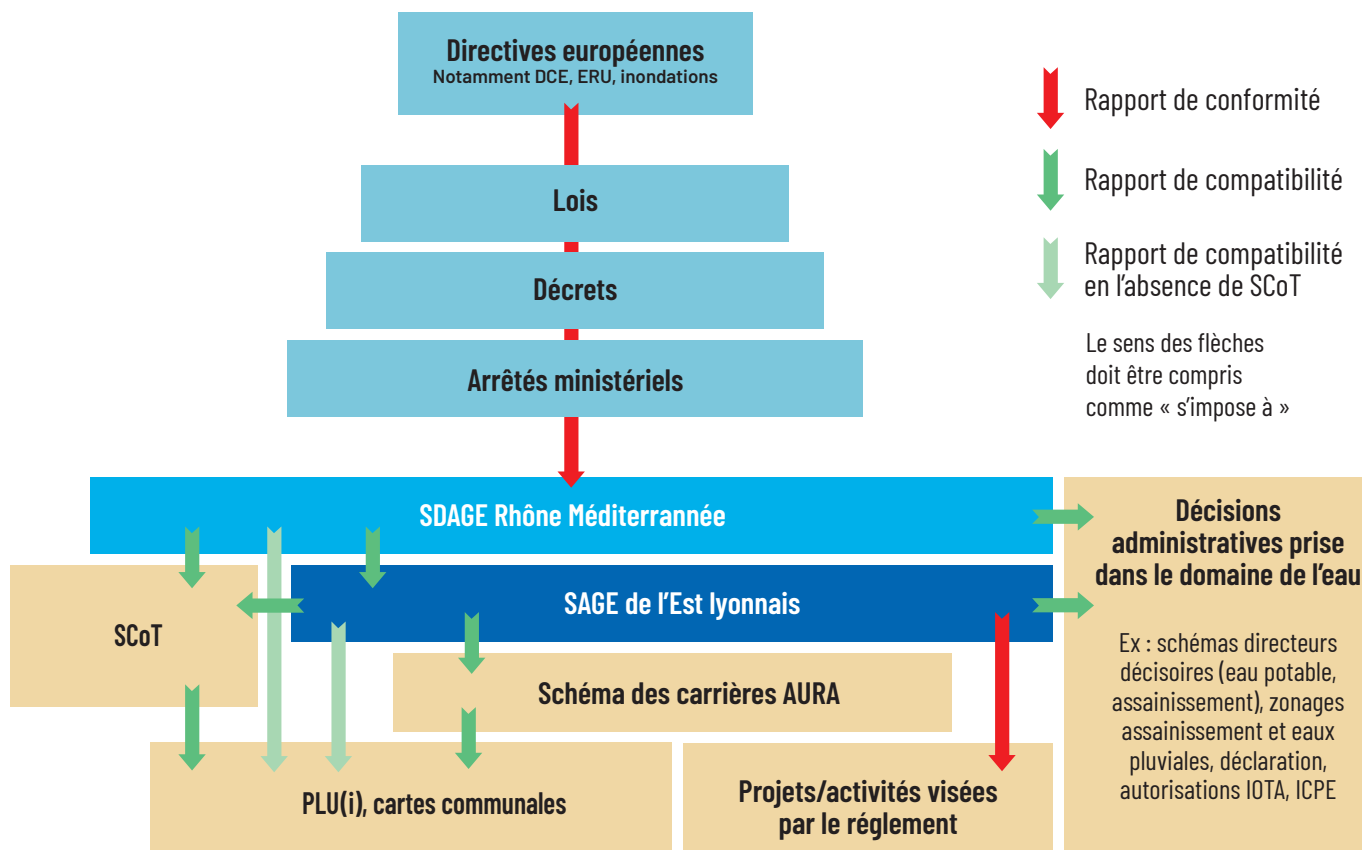 Directives européennes
Notamment DCE, ERU, inondations
Lois
Décrets
Arrêtés ministériels
Rapport de conformité
Rapport de compatibilité
Rapport de compatibilité
en l'absence de SCoT
Le sens des flèches
doit être compris
comme « s'impose à »
SDAGE Rhône Méditerrannée
SAGE de l'Est lyonnais
SCoT
Schéma des carrières AURA
PLU(i), cartes communales
Projets/activités visées
par le réglement
Décisions
administratives prise
dans le domaine de l'eau
Ex : schémas directeurs
décisoires (eau potable,
assainissement), zonages
assainissement et eaux
pluviales, déclaration,
autorisations IOTA, ICPE